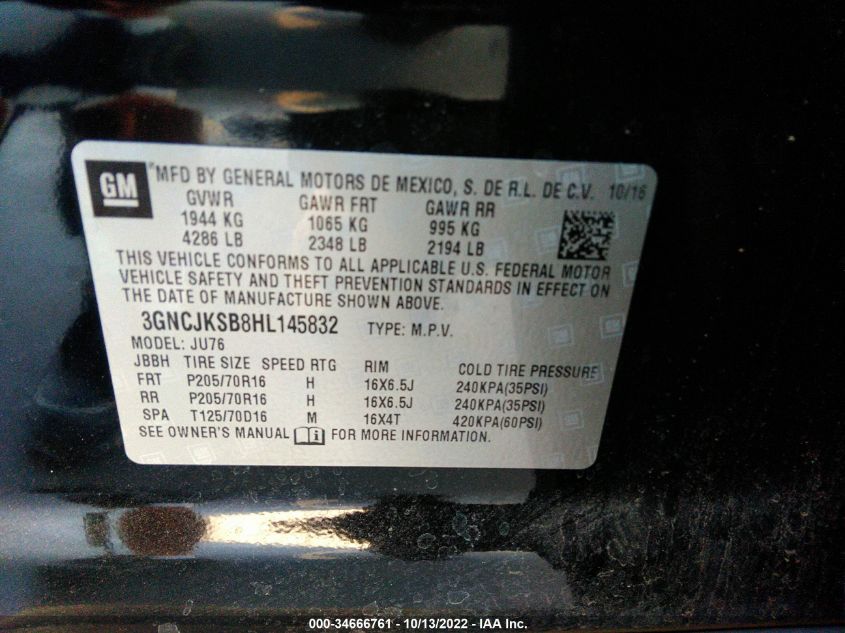 GM
MFD BY GENERAL MOTORS DE MEXICO, S. DE R.L. DE C.V. 10/16
GVWR GAWR FRT GAWR RR
1944 KG 1065 KG 995 KG
4286 LB 2348 LB 2194 LB
THIS VEHICLE CONFORMS TO ALL APPLICABLE U.S. FEDERAL MOTOR
VEHICLE SAFETY AND THEFT PREVENTION STANDARDS IN EFFECT ON
THE DATE OF MANUFACTURE SHOWN ABOVE.
3GNCJKSB8HL145832 TYPE: M.P.V.
MODEL: JU76
JBBH TIRE SIZE SPEED RTG RIM COLD TIRE PRESSURE
FRT P205/70R16 H 16X6.5J 240KPA(35PSI)
RR P205/70R16 H 16X6.5J 240KPA(35PSI)
SPA T125/70D16 M 16X4T 420KPA(60PSI)
SEE OWNER'S MANUAL FOR MORE INFORMATION.
000-34666761 - 10/13/2022 - IAA Inc.